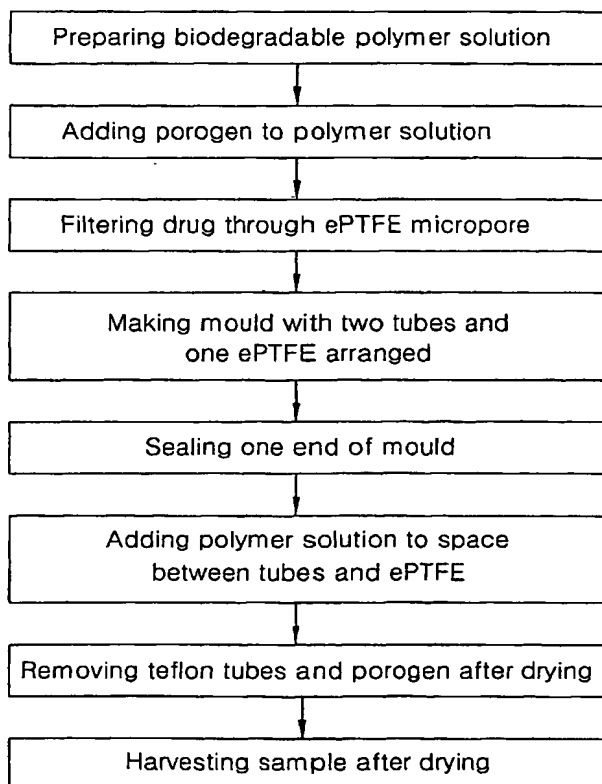 Preparing biodegradable polymer solution
Adding porogen to polymer solution
Filtering drug through ePTFE micropore
Making mould with two tubes and
one ePTFE arranged
Sealing one end of mould
Adding polymer solution to space
between tubes and ePTFE
Removing teflon tubes and porogen after drying
Harvesting sample after drying